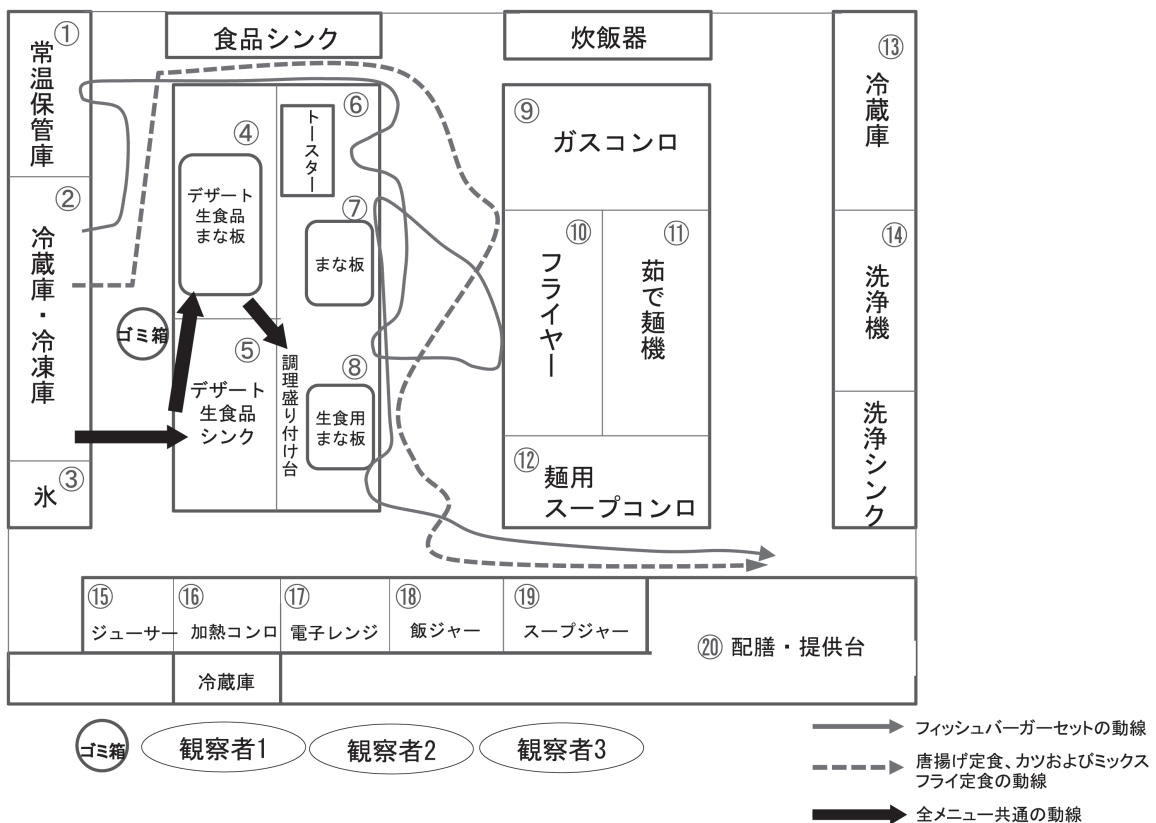 ①
常温保管庫
②
冷蔵庫・冷凍庫
③
氷
食品シンク
④
デザート
生食品
まな板
⑤
デザート
生食品
シンク
ゴミ箱
⑥
トースター
⑦
まな板
⑧
生食用
まな板
調理盛り付け台
炊飯器
⑨
ガスコンロ
⑩
フライヤー
⑪
茹で麺機
⑫
麺用
スープコンロ
⑬
冷蔵庫
⑭
洗浄機
洗浄シンク
⑮
ジューサー
⑯
加熱コンロ
⑰
電子レンジ
⑱
飯ジャー
⑲
スープジャー
⑳ 配膳・提供台
冷蔵庫
ゴミ箱
観察者1
観察者2
観察者3
フィッシュバーガーセットの動線
唐揚げ定食、カツおよびミックス
フライ定食の動線
全メニュー共通の動線